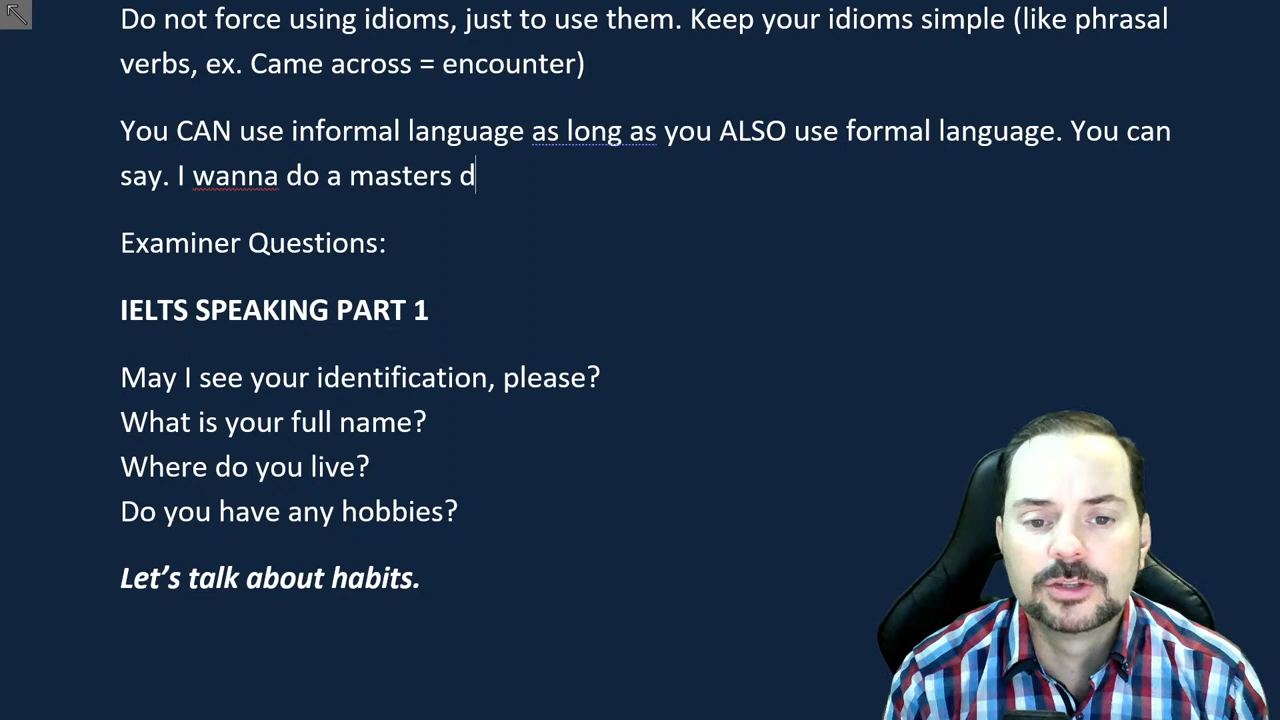 Do not force using idioms, just to use them. Keep your idioms simple (like phrasal
verbs, ex. Came across = encounter)
You CAN use informal language as long as you ALSO use formal language. You can
say. I wanna do a masters d
Examiner Questions:
IELTS SPEAKING PART 1
May I see your identification, please?
What is your full name?
Where do you live?
Do you have any hobbies?
Let’s talk about habits.